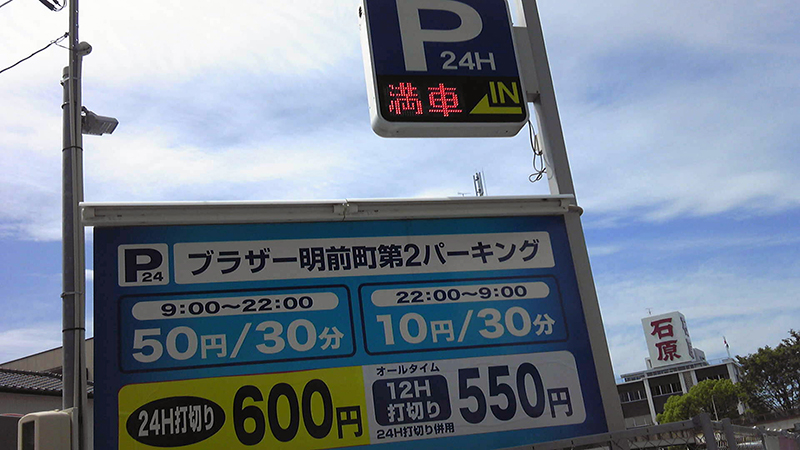 P
24H
満車 IN
P24 ブラザー明前町第2パーキング
9:00〜22:00
50円/30分
22:00〜9:00
10円/30分
24H打切り 600円
オールタイム
12H打切り 550円
24H打切り併用
石原